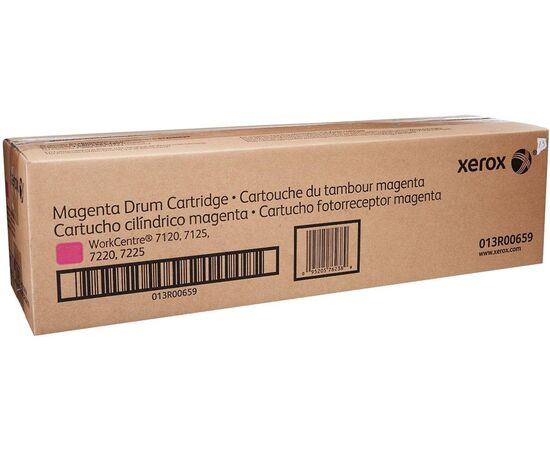 xerox
Magenta Drum Cartridge • Cartouche du tambour magenta
Cartucho cilíndrico magenta • Cartucho fotorreceptor magenta
WorkCentre® 7120, 7125,
7220, 7225
013R00659
013R00659
www.xerox.com